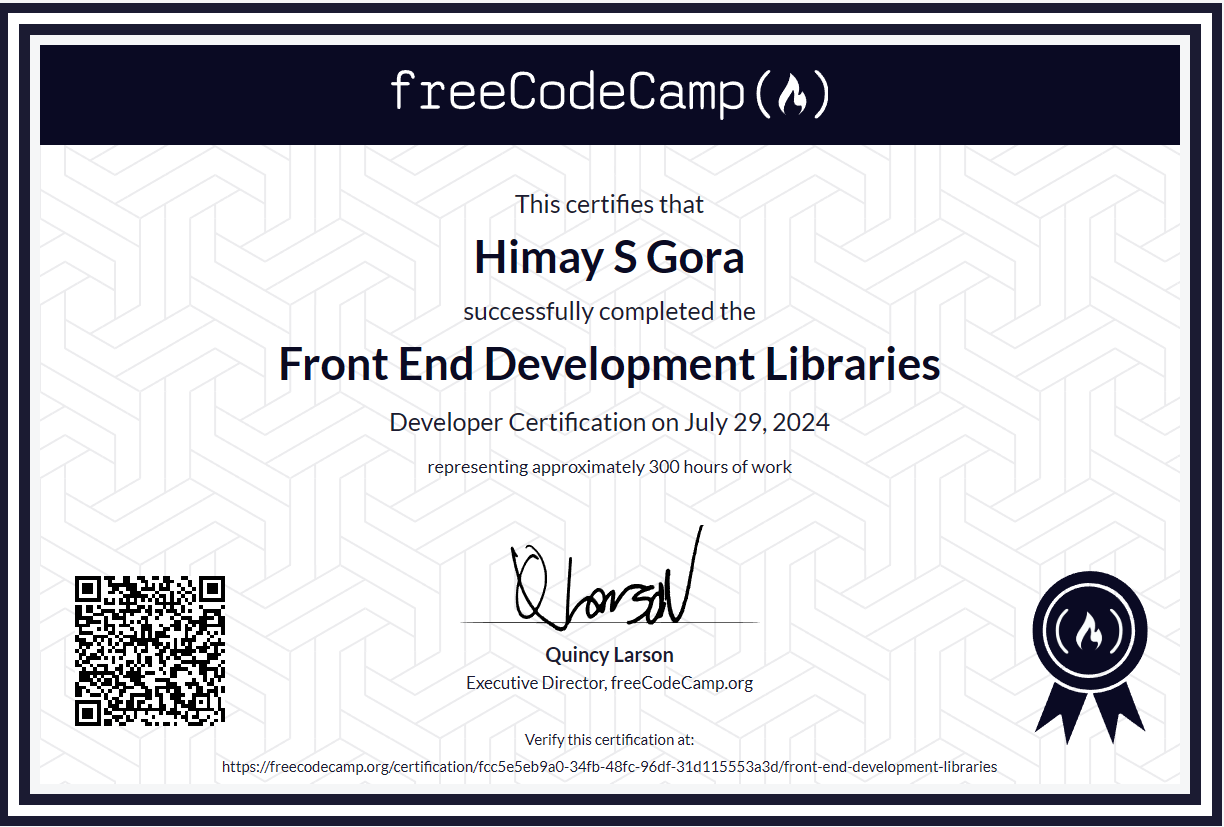 freeCodeCamp
This certifies that
Himay S Gora
successfully completed the
Front End Development Libraries
Developer Certification on July 29, 2024
representing approximately 300 hours of work
Q Larson
Quincy Larson
Executive Director, freeCodeCamp.org
Verify this certification at:
https://freecodecamp.org/certification/fcc5e5eb9a0-34fb-48fc-96df-31d115553a3d/front-end-development-libraries